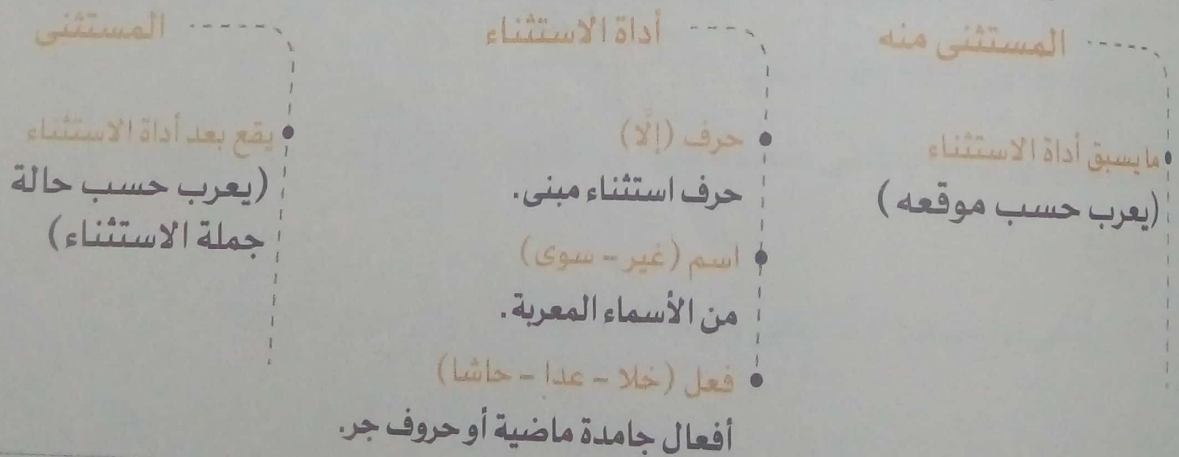 المستثنى منه
ما يسبق أداة الاستثناء
(يعرب حسب موقعه)
أداة الاستثناء
حرف (إلَّا)
حرف استثناء مبنى.
اسم (غير - سوى)
من الأسماء المعربة.
فعل (خلا - عدا - حاشا)
أفعال جامدة ماضية أو حروف جر.
المستثنى
يقع بعد أداة الاستثناء
(يعرب حسب حالة
جملة الاستثناء)